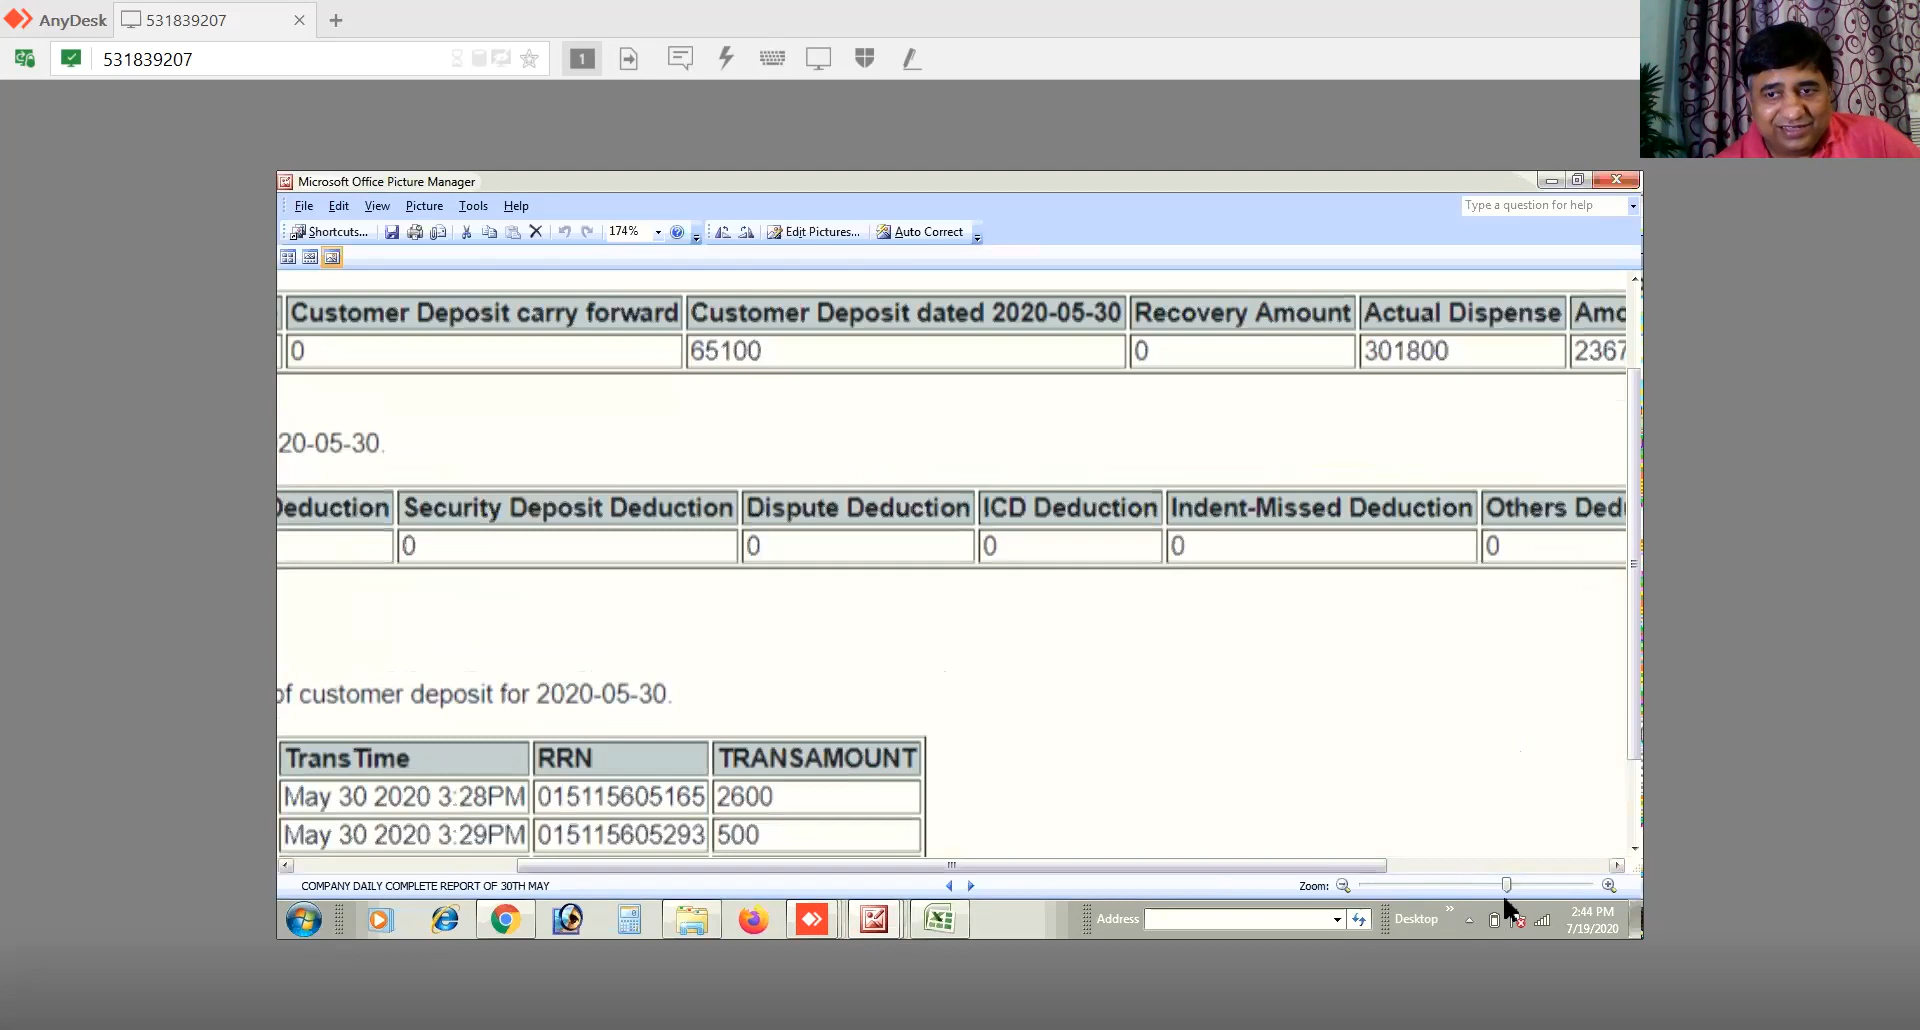 AnyDesk
531839207
531839207
1
Microsoft Office Picture Manager
File Edit View Picture Tools Help
Type a question for help
Shortcuts... 174% Edit Pictures... Auto Correct
Customer Deposit carry forward Customer Deposit dated 2020-05-30 Recovery Amount Actual Dispense Amo
0 65100 0 301800 2367
20-05-30.
Deduction Security Deposit Deduction Dispute Deduction ICD Deduction Indent-Missed Deduction Others Dedu
0 0 0 0 0
of customer deposit for 2020-05-30.
TransTime RRN TRANSAMOUNT
May 30 2020 3:28PM 015115605165 2600
May 30 2020 3:29PM 015115605293 500
COMPANY DAILY COMPLETE REPORT OF 30TH MAY
Zoom:
Address Desktop 2:44 PM
7/19/2020